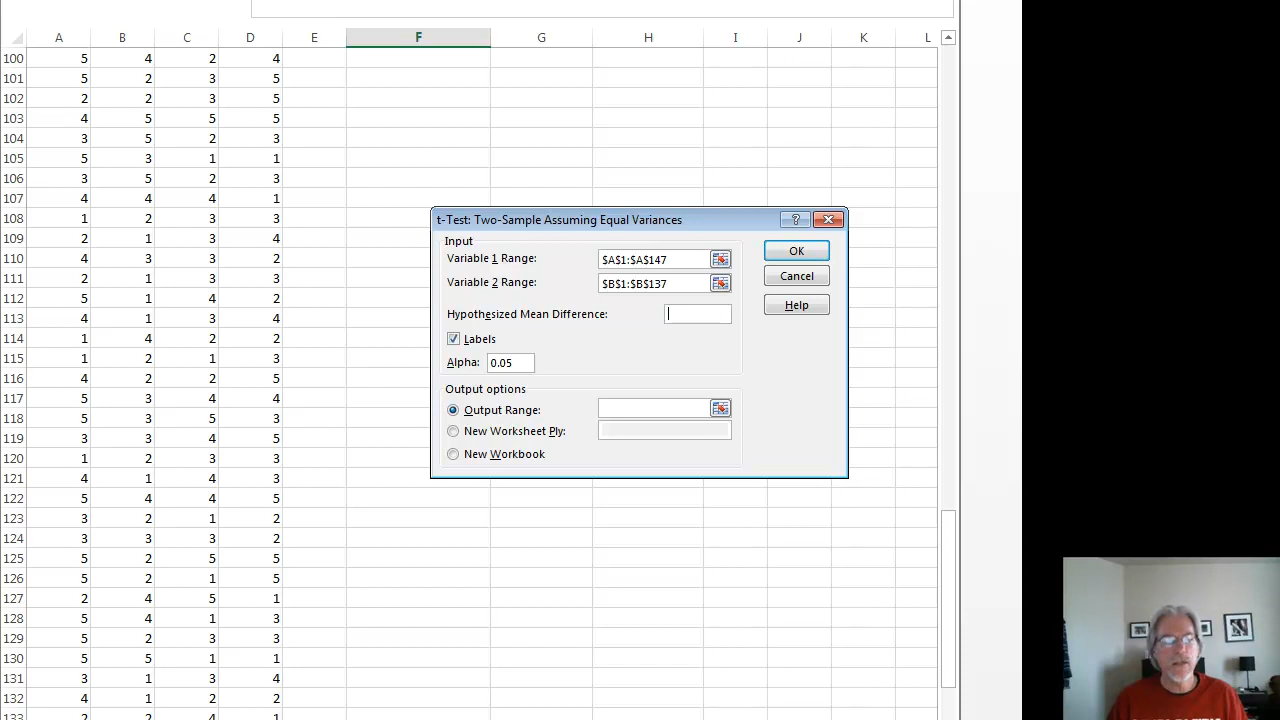 A B C D E F G H I J K L
100 5 4 2 4
101 5 2 3 5
102 2 2 3 5
103 4 5 5 5
104 3 5 2 3
105 5 3 1 1
106 3 5 2 3
107 4 4 4 1
108 1 2 3 3
109 2 1 3 4
110 4 3 3 2
111 2 1 3 3
112 5 1 4 2
113 4 1 3 4
114 1 4 2 2
115 1 2 1 3
116 4 2 2 5
117 5 3 4 4
118 5 3 5 3
119 3 3 4 5
120 1 2 3 3
121 4 1 4 3
122 5 4 4 5
123 3 2 1 2
124 3 3 3 2
125 5 2 5 5
126 5 2 1 5
127 2 4 5 1
128 5 4 1 3
129 5 2 3 3
130 5 5 1 1
131 3 1 3 4
132 4 1 2 2
133 2 2 4 1
t-Test: Two-Sample Assuming Equal Variances
Input
Variable 1 Range: $A$1:$A$147
Variable 2 Range: $B$1:$B$137
Hypothesized Mean Difference:
Labels
Alpha: 0.05
Output options
Output Range:
New Worksheet Ply:
New Workbook
OK
Cancel
Help